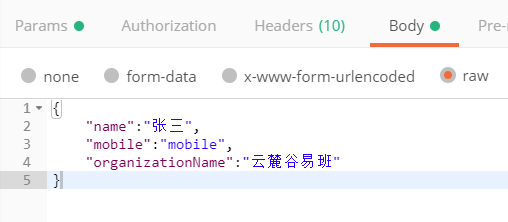 Params Authorization Headers (10) Body Pre-r
none form-data x-www-form-urlencoded raw
1 {
2 "name":"张三",
3 "mobile":"mobile",
4 "organizationName":"云麓谷易班"
5 }